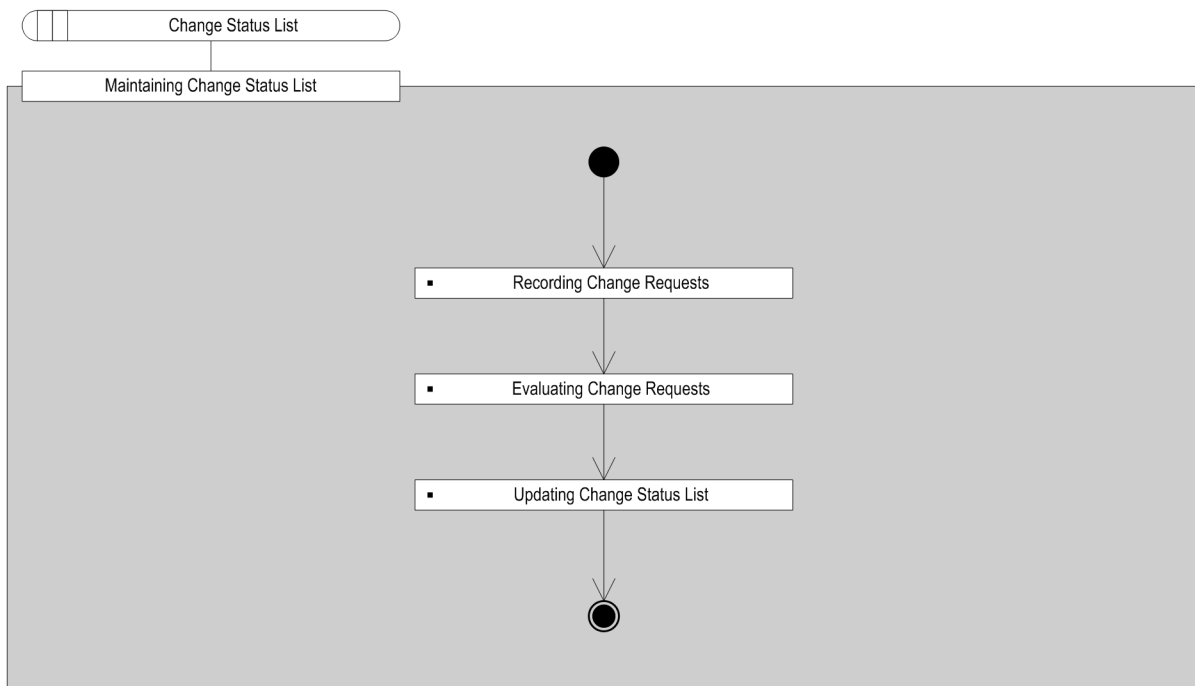 Change Status List
Maintaining Change Status List
Recording Change Requests
Evaluating Change Requests
Updating Change Status List